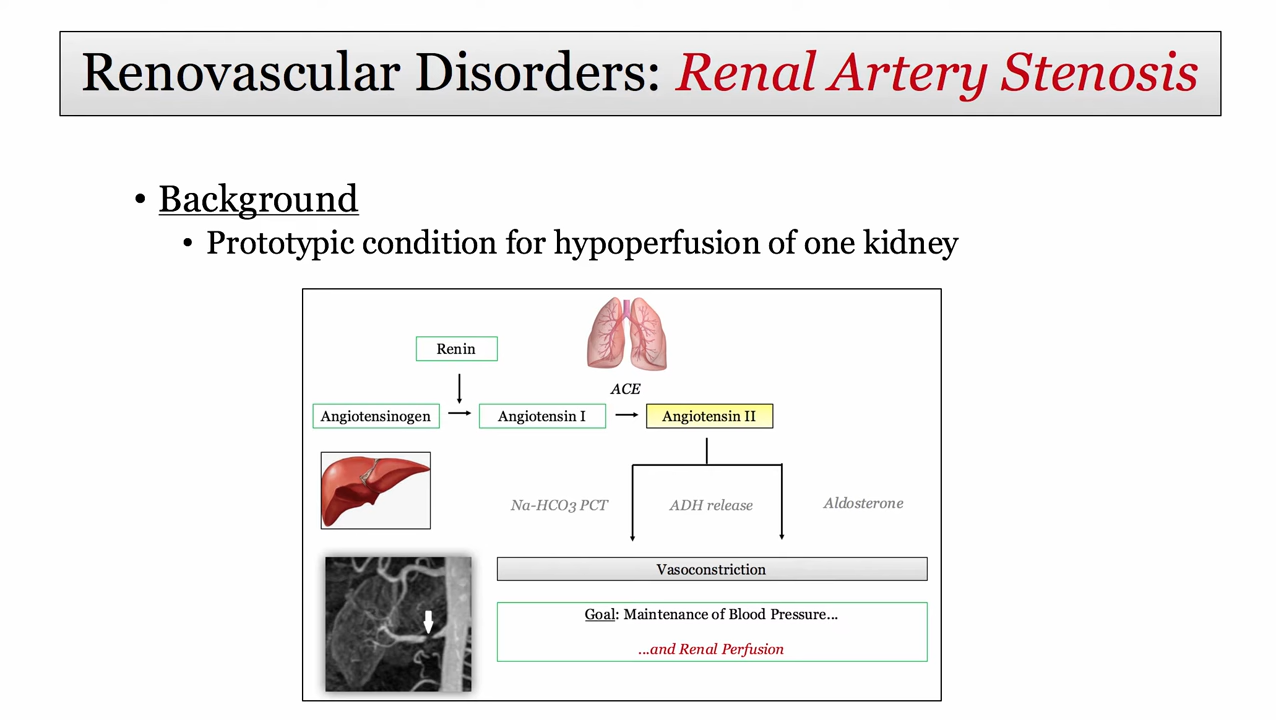 Renovascular Disorders: Renal Artery Stenosis
• Background
• Prototypic condition for hypoperfusion of one kidney
Renin
ACE
Angiotensinogen
Angiotensin I
Angiotensin II
Na-HCO3 PCT
ADH release
Aldosterone
Vasoconstriction
Goal: Maintenance of Blood Pressure...
...and Renal Perfusion